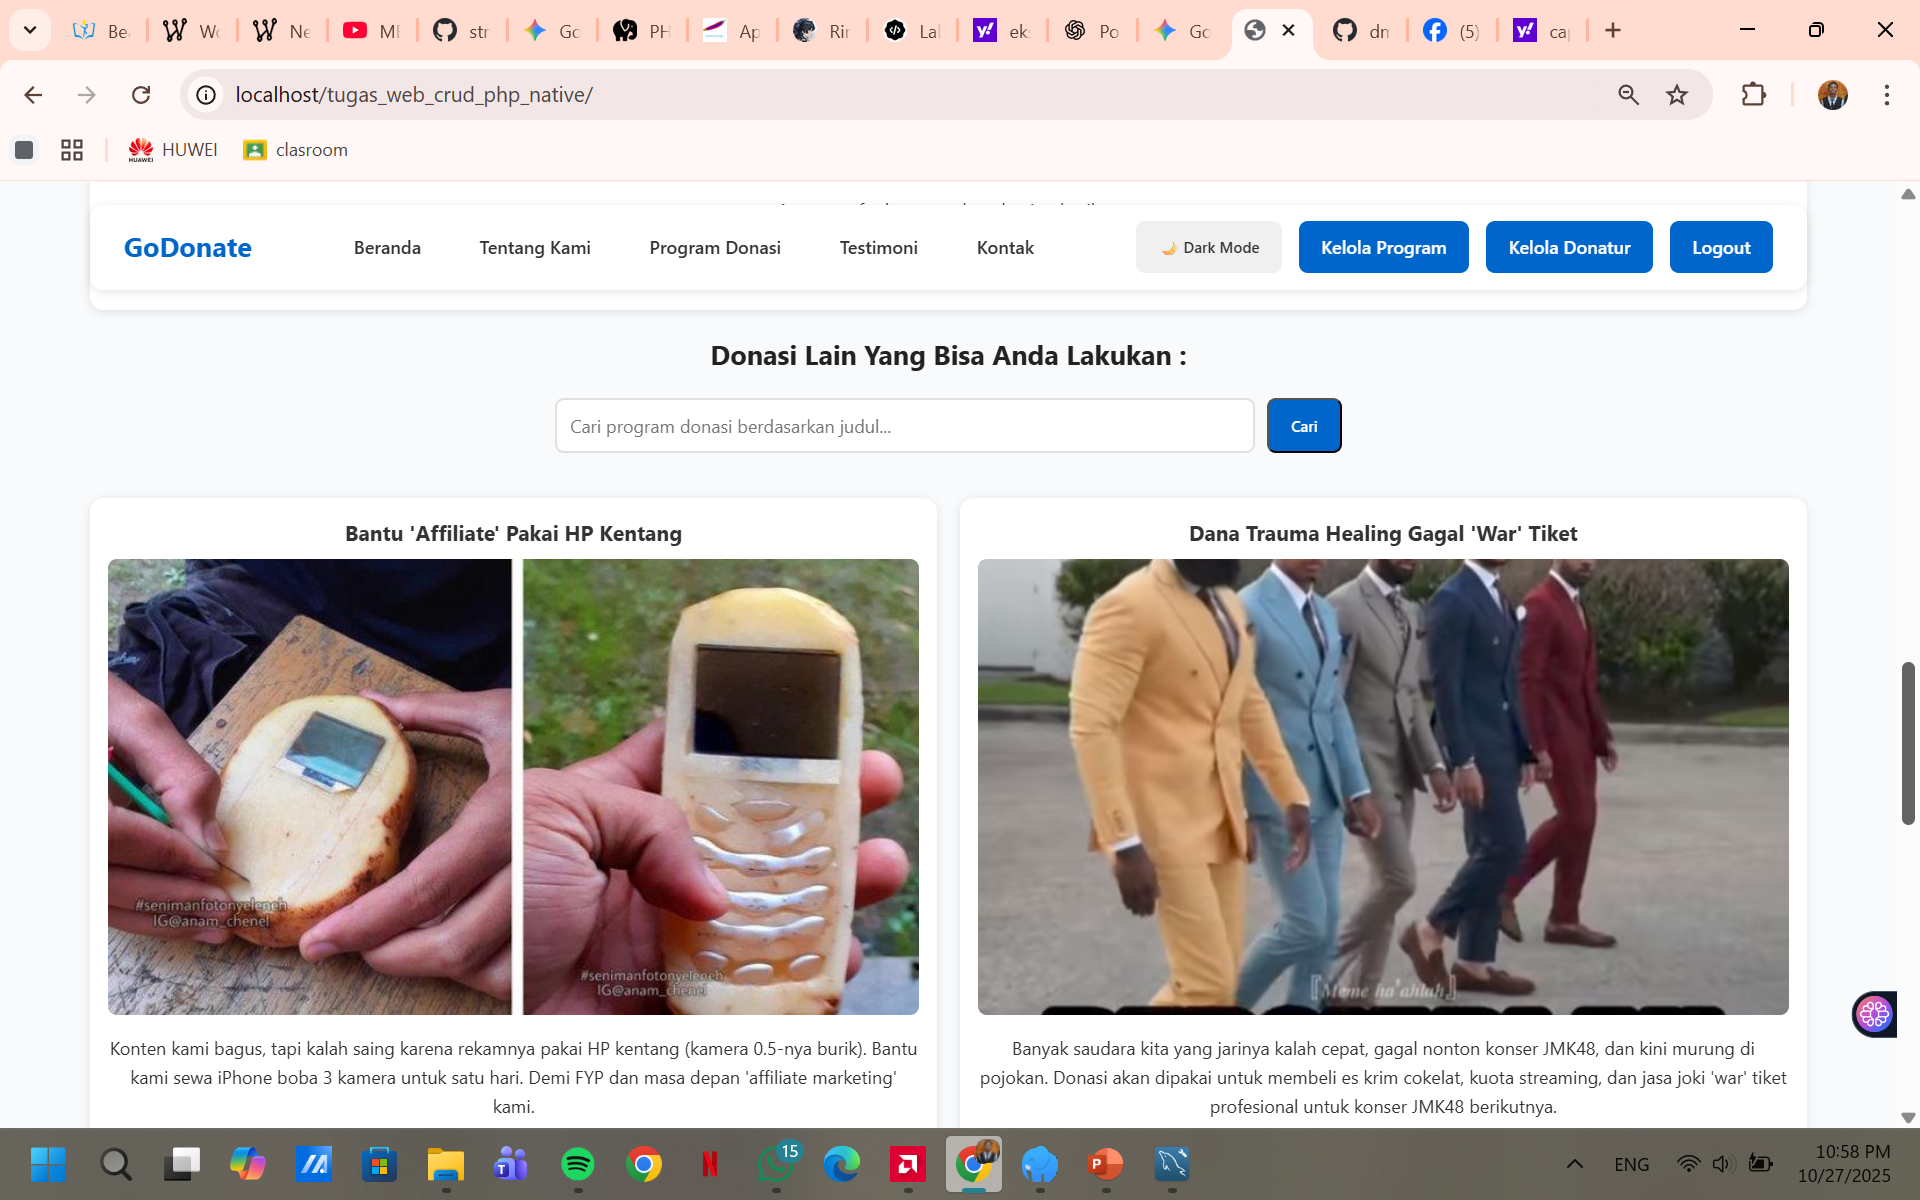 Be
Wo
Ne
ME
str
Go
PH
Ap
Rir
Lal
ek
Po
Go
dn
(5)
ca
localhost/tugas_web_crud_php_native/
HUAWEI
HUWEI
clasroom
GoDonate
Beranda
Tentang Kami
Program Donasi
Testimoni
Kontak
Dark Mode
Kelola Program
Kelola Donatur
Logout
Donasi Lain Yang Bisa Anda Lakukan :
Cari program donasi berdasarkan judul...
Cari
Bantu 'Affiliate' Pakai HP Kentang
#senimanfotonyeleneh
IG@anam_chenel
#senimanfotonyeleneh
IG@anam_chenel
Konten kami bagus, tapi kalah saing karena rekamnya pakai HP kentang (kamera 0.5-nya burik). Bantu
kami sewa iPhone boba 3 kamera untuk satu hari. Demi FYP dan masa depan 'affiliate marketing'
kami.
Dana Trauma Healing Gagal 'War' Tiket
『Meme ha'ahlah』
Banyak saudara kita yang jarinya kalah cepat, gagal nonton konser JMK48, dan kini murung di
pojokan. Donasi akan dipakai untuk membeli es krim cokelat, kuota streaming, dan jasa joki 'war' tiket
profesional untuk konser JMK48 berikutnya.
15
ENG
10:58 PM
10/27/2025